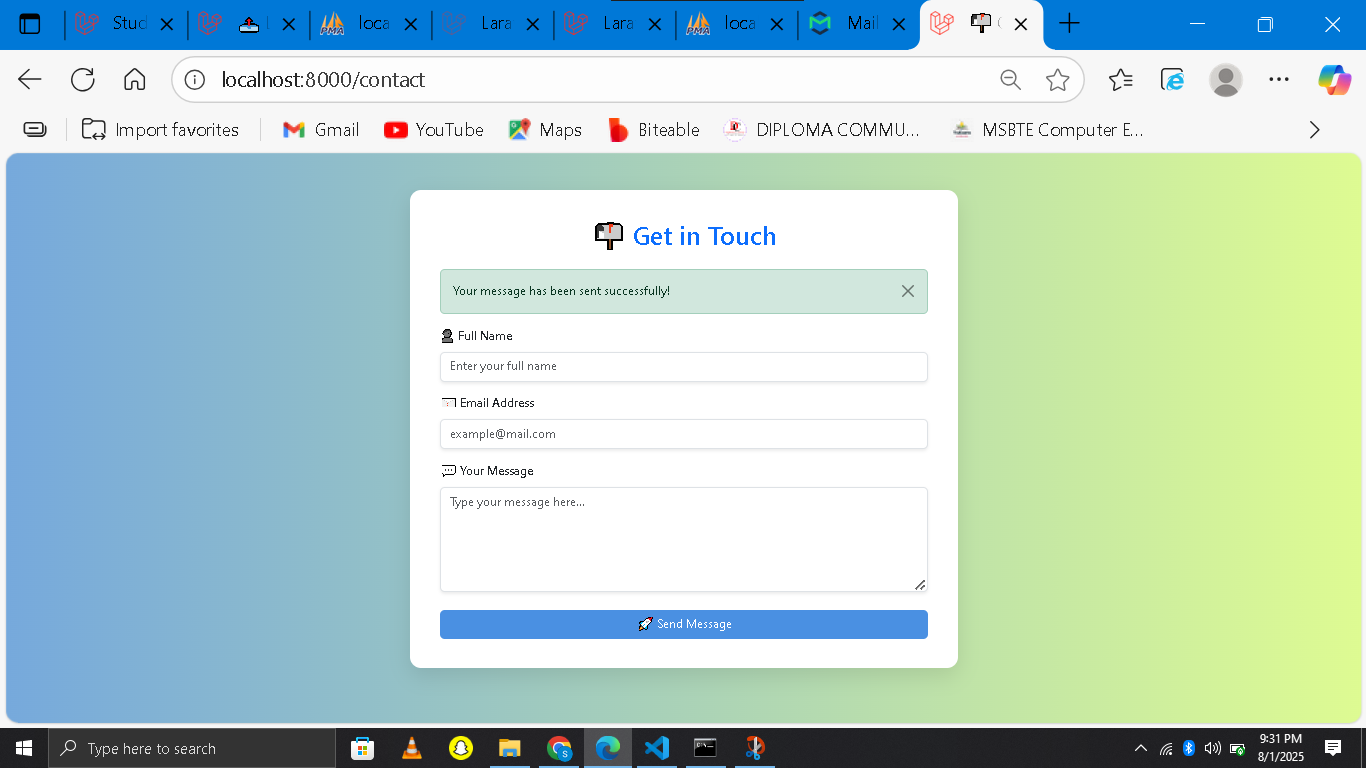 Stud
L
loca
Lara
Lara
loca
Mail
localhost:8000/contact
Import favorites
Gmail
YouTube
Maps
Biteable
DIPLOMA COMMU...
MSBTE Computer E...
Get in Touch
Your message has been sent successfully!
Full Name
Enter your full name
Email Address
example@mail.com
Your Message
Type your message here...
Send Message
Type here to search
9:31 PM
8/1/2025